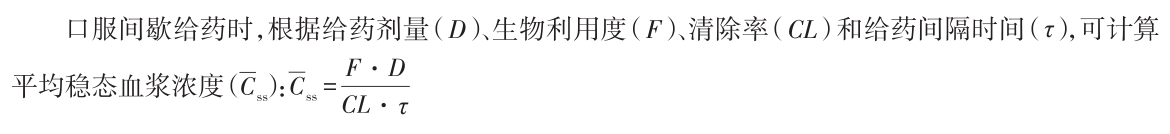 口服间歇给药时,根据给药剂量(D)、生物利用度(F)、清除率(CL)和给药间隔时间(τ),可计算
平均稳态血浆浓度(C̅ss):C̅ss=F·D/CL·τ